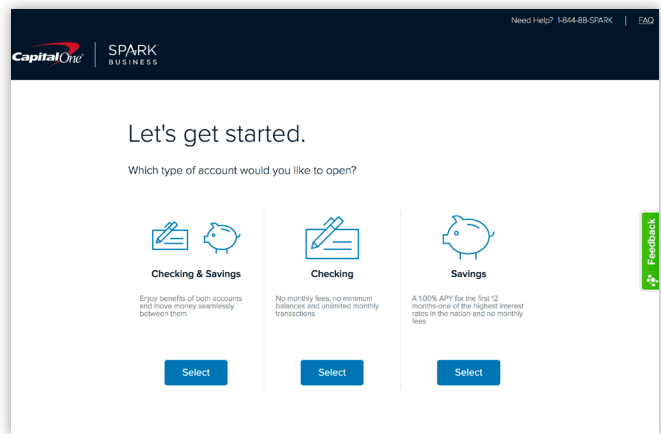 Need Help? 1-844-88-SPARK | FAQ
CapitalOne® SPARK
BUSINESS
Let's get started.
Which type of account would you like to open?
Checking & Savings
Enjoy benefits of both accounts
and move money seamlessly
between them
Select
Checking
No monthly fees, no minimum
balances and unlimited monthly
transactions
Select
Savings
A 1.00% APY for the first 12
months-one of the highest interest
rates in the nation-and no monthly
fees
Select
Feedback